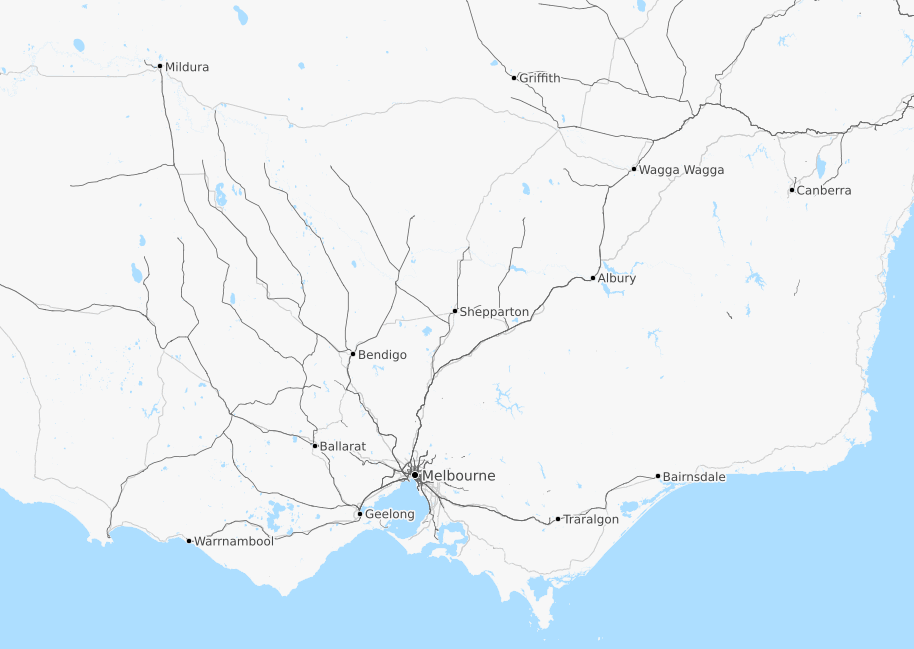 Mildura
Griffith
Wagga Wagga
Canberra
Albury
Shepparton
Bendigo
Ballarat
Melbourne
Bairnsdale
Geelong
Traralgon
Warrnambool